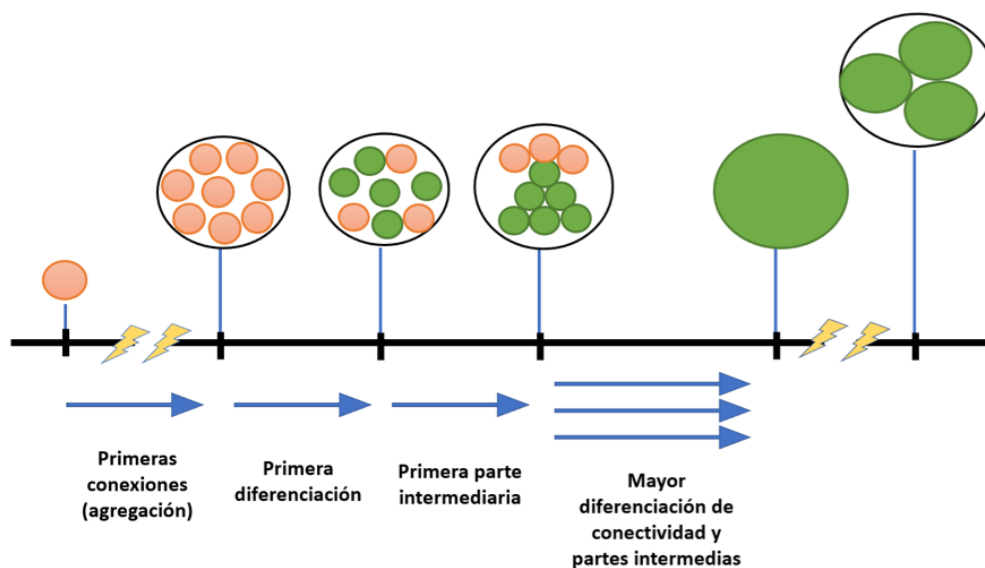 Primeras
conexiones
(agregación)
Primera
diferenciación
Primera parte
intermediaria
Mayor
diferenciación de
conectividad y
partes intermedias